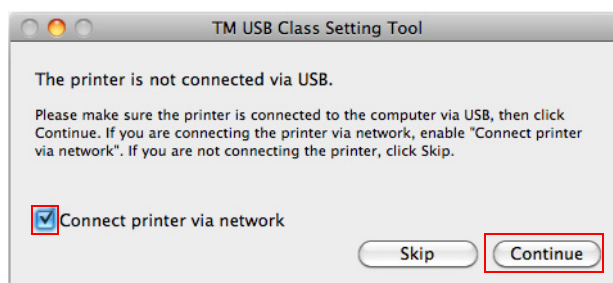 TM USB Class Setting Tool
The printer is not connected via USB.
Please make sure the printer is connected to the computer via USB, then click
Continue. If you are connecting the printer via network, enable "Connect printer
via network". If you are not connecting the printer, click Skip.
Connect printer via network
Skip Continue